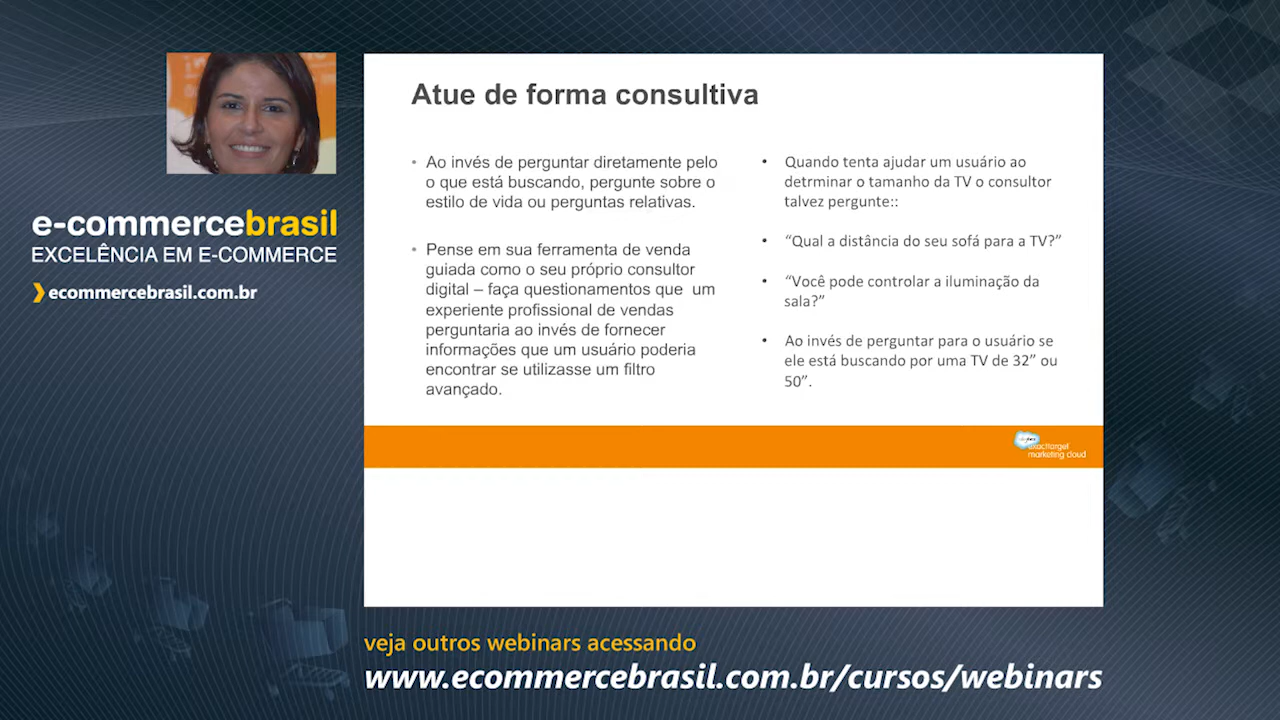 e-commercebrasil
EXCELÊNCIA EM E-COMMERCE
ecommercebrasil.com.br
Atue de forma consultiva
• Ao invés de perguntar diretamente pelo
o que está buscando, pergunte sobre o
estilo de vida ou perguntas relativas.
• Pense em sua ferramenta de venda
guiada como o seu próprio consultor
digital – faça questionamentos que um
experiente profissional de vendas
perguntaria ao invés de fornecer
informações que um usuário poderia
encontrar se utilizasse um filtro
avançado.
• Quando tenta ajudar um usuário ao
detrminar o tamanho da TV o consultor
talvez pergunte::
• “Qual a distância do seu sofá para a TV?”
• “Você pode controlar a iluminação da
sala?”
• Ao invés de perguntar para o usuário se
ele está buscando por uma TV de 32” ou
50”.
exacttarget
marketing cloud
veja outros webinars acessando
www.ecommercebrasil.com.br/cursos/webinars